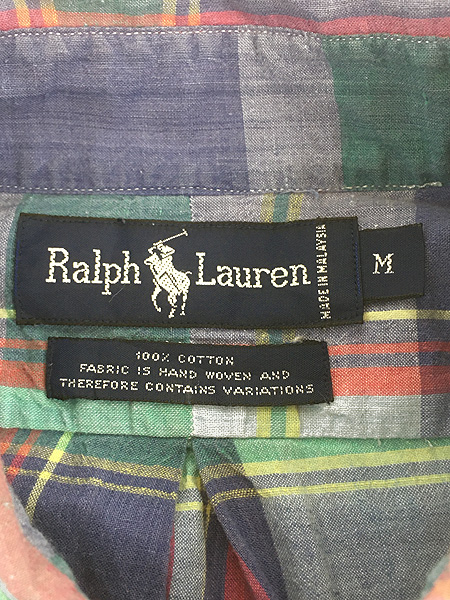 Ralph Lauren
MADE IN MALAYSIA
M
100% COTTON
FABRIC IS HAND WOVEN AND
THEREFORE CONTAINS VARIATIONS